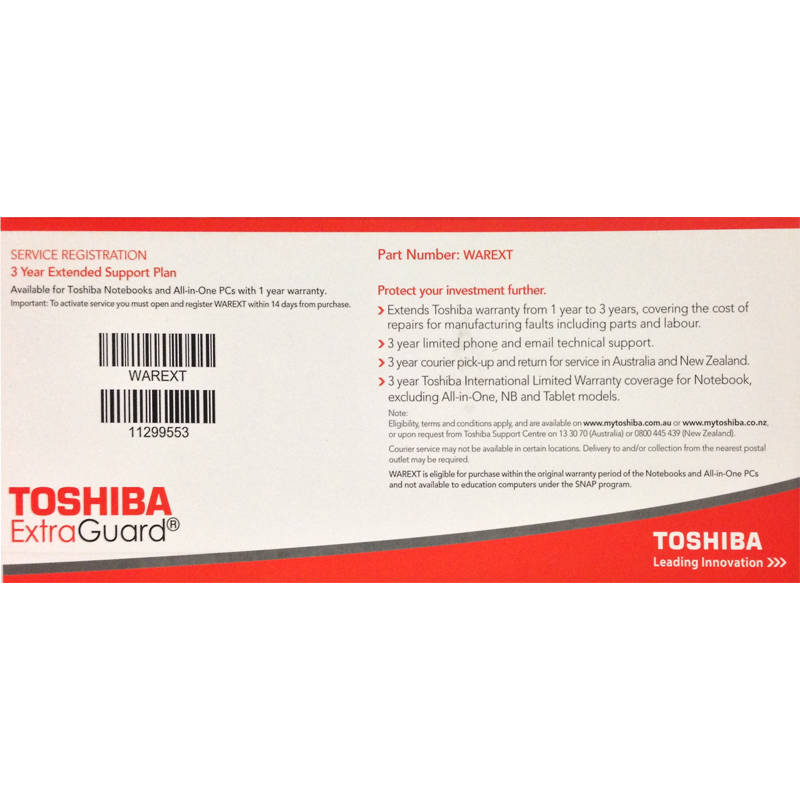 SERVICE REGISTRATION
3 Year Extended Support Plan
Available for Toshiba Notebooks and All-in-One PCs with 1 year warranty.
Important: To activate service you must open and register WAREXT within 14 days from purchase.
WAREXT
11299553
TOSHIBA
ExtraGuard®
Part Number: WAREXT
Protect your investment further.
Extends Toshiba warranty from 1 year to 3 years, covering the cost of
repairs for manufacturing faults including parts and labour.
3 year limited phone and email technical support.
3 year courier pick-up and return for service in Australia and New Zealand.
3 year Toshiba International Limited Warranty coverage for Notebook,
excluding All-in-One, NB and Tablet models.
Note:
Eligibility, terms and conditions apply, and are available on www.mytoshiba.com.au or www.mytoshiba.co.nz,
or upon request from Toshiba Support Centre on 13 30 70 (Australia) or 0800 445 439 (New Zealand).
Courier service may not be available in certain locations. Delivery to and/or collection from the nearest postal
outlet may be required.
WAREXT is eligible for purchase within the original warranty period of the Notebooks and All-in-One PCs
and not available to education computers under the SNAP program.
TOSHIBA
Leading Innovation >>>